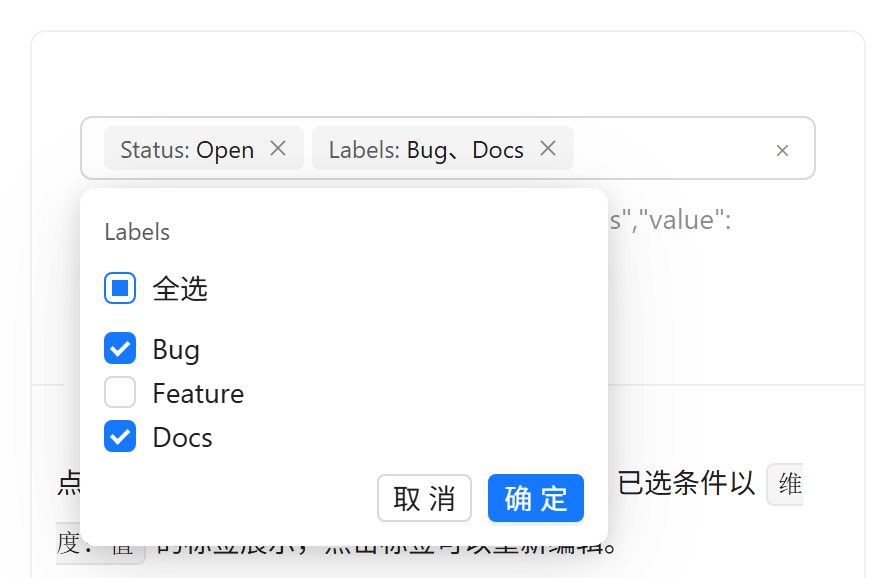 Status: Open × Labels: Bug、Docs × ×
s","value":
Labels
全选
Bug
Feature
Docs
取 消 确 定
点 已选条件以 维
度: 值 的标签展示，点击标签可以重新编辑。